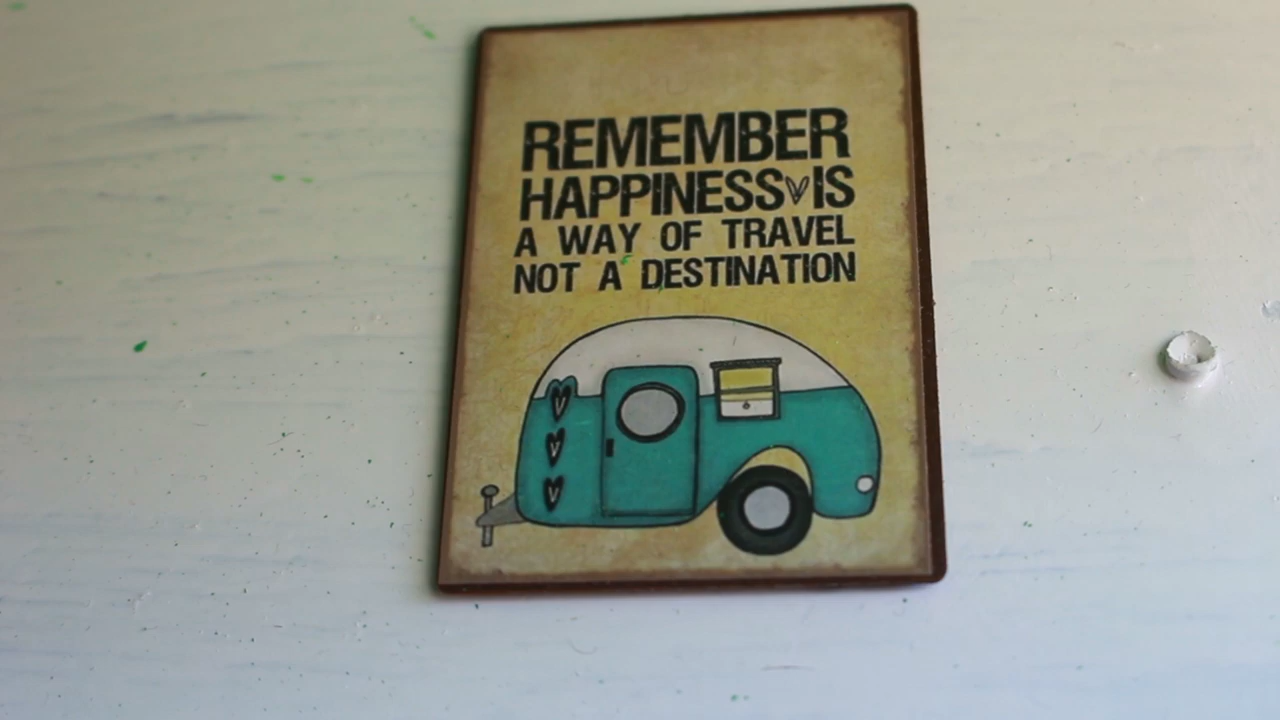 REMEMBER
HAPPINESS IS
A WAY OF TRAVEL
NOT A DESTINATION